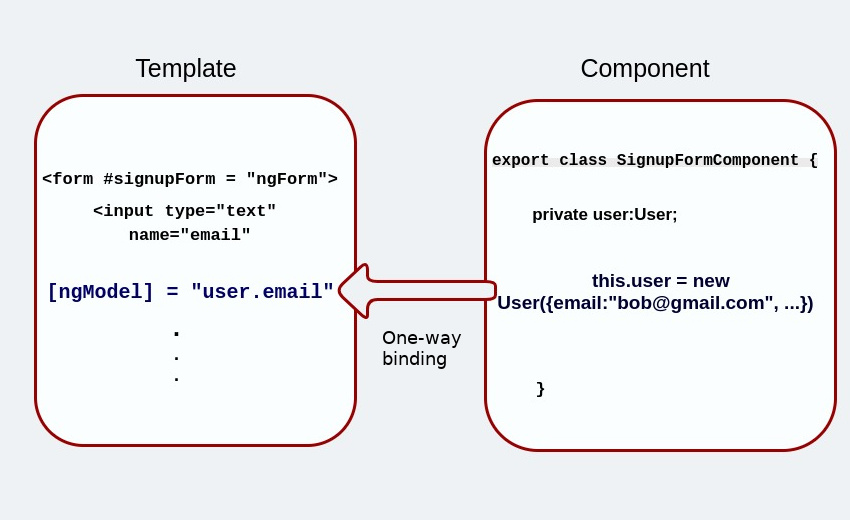 Template
<form #signupForm = "ngForm">
<input type="text"
name="email"
[ngModel] = "user.email"
.
.
.
One-way
binding
Component
export class SignupFormComponent {
private user:User;
this.user = new
User({email:"bob@gmail.com", ...})
}